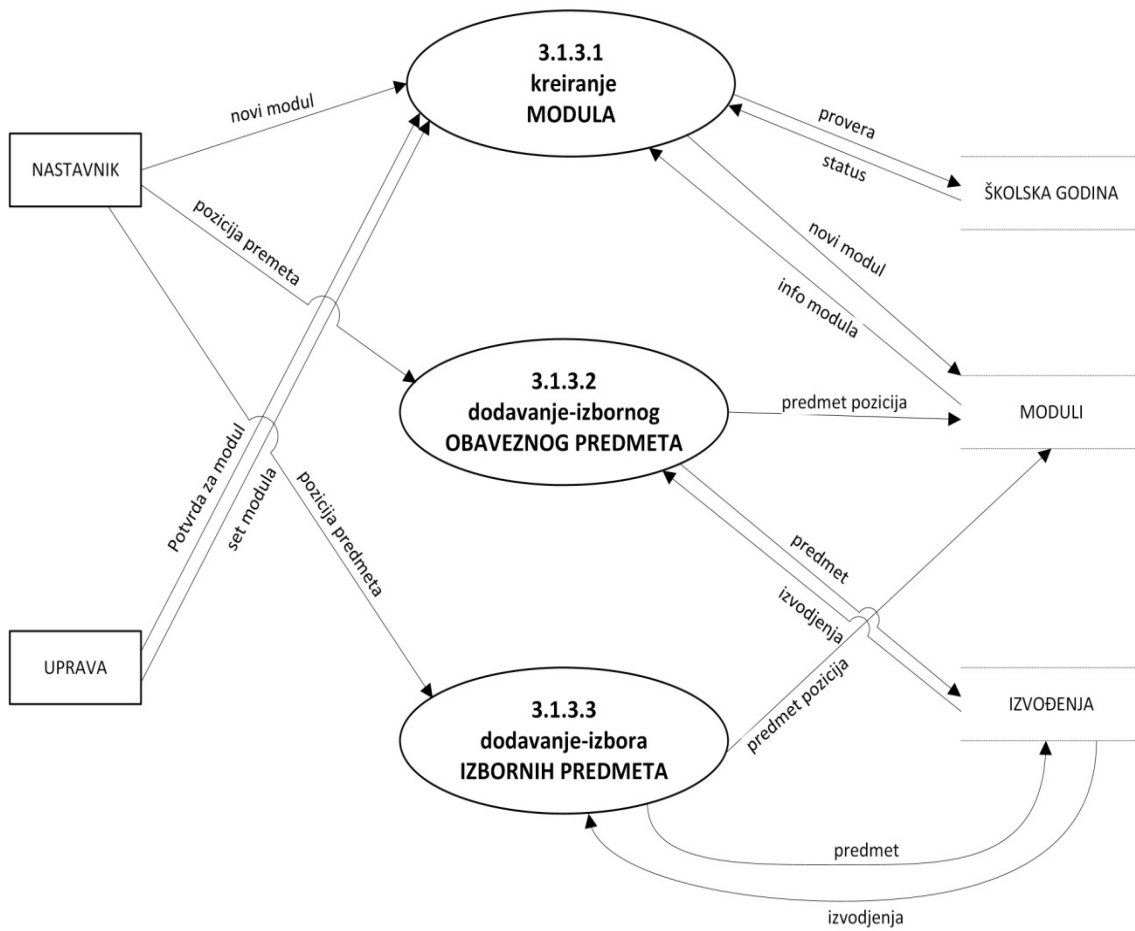 3.1.3.1
kreiranje
MODULA
novi modul
provera
status
NASTAVNIK
ŠKOLSKA GODINA
pozicija premeta
novi modul
info modula
3.1.3.2
dodavanje-izbornog
OBAVEZNOG PREDMETA
predmet pozicija
MODULI
Potvrda za modul
set modula
pozicija predmeta
predmet
izvodjenja
UPRAVA
3.1.3.3
dodavanje-izbora
IZBORNIH PREDMETA
predmet pozicija
IZVOĐENJA
predmet
izvodjenja